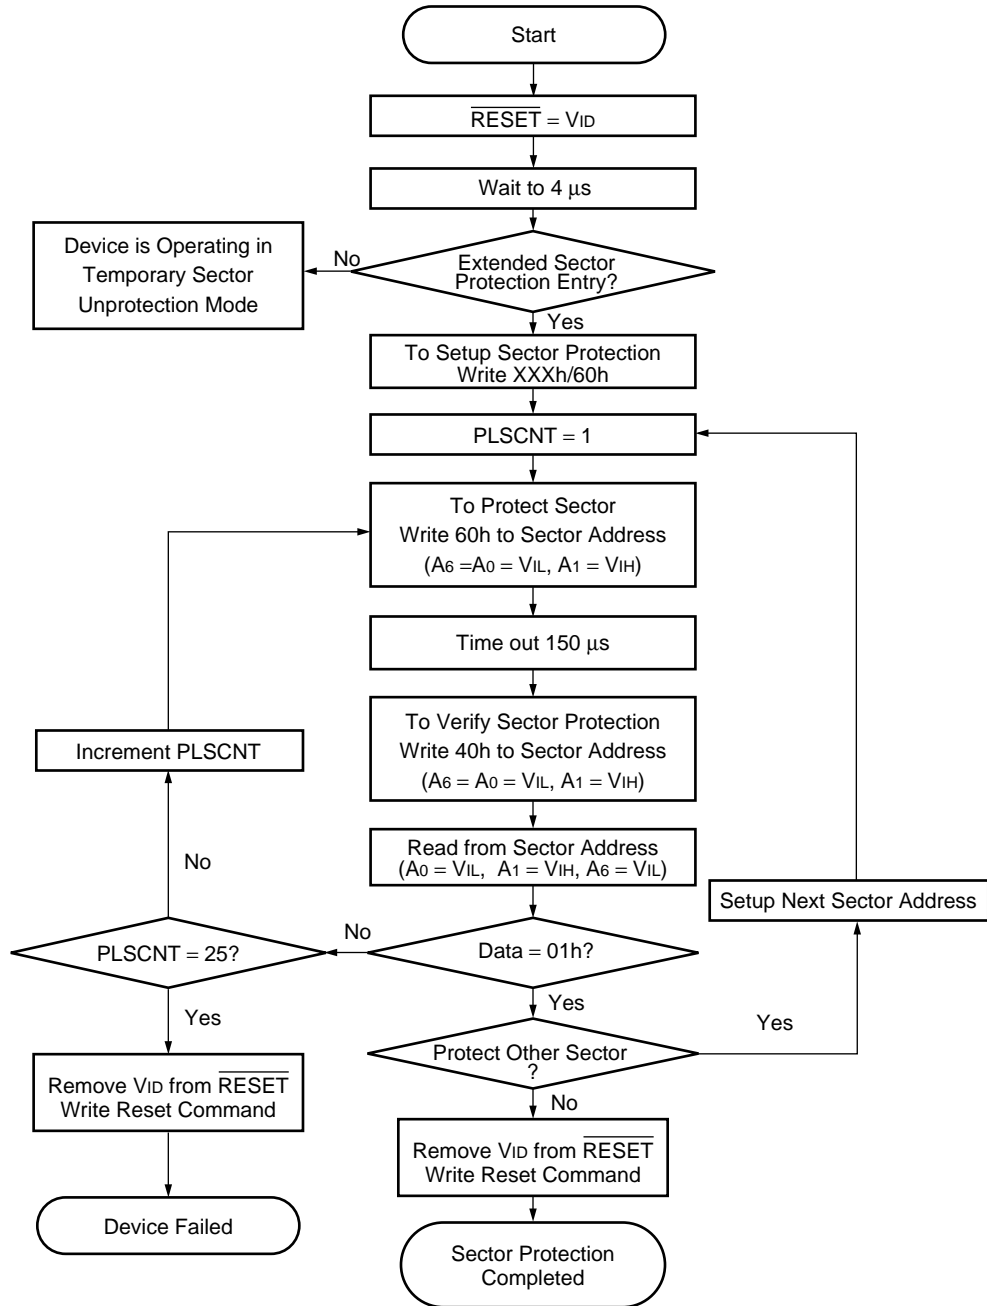 Start
RESET = VID
Wait to 4 μs
Device is Operating in
Temporary Sector
Unprotection Mode
No
Extended Sector
Protection Entry?
Yes
To Setup Sector Protection
Write XXXh/60h
PLSCNT = 1
To Protect Sector
Write 60h to Sector Address
(A6 =A0 = VIL, A1 = VIH)
Time out 150 μs
To Verify Sector Protection
Write 40h to Sector Address
(A6 = A0 = VIL, A1 = VIH)
Increment PLSCNT
Read from Sector Address
(A0 = VIL, A1 = VIH, A6 = VIL)
No
Setup Next Sector Address
PLSCNT = 25?
No
Data = 01h?
Yes
Yes
Yes
Protect Other Sector
?
Remove VID from RESET
Write Reset Command
No
Remove VID from RESET
Write Reset Command
Device Failed
Sector Protection
Completed